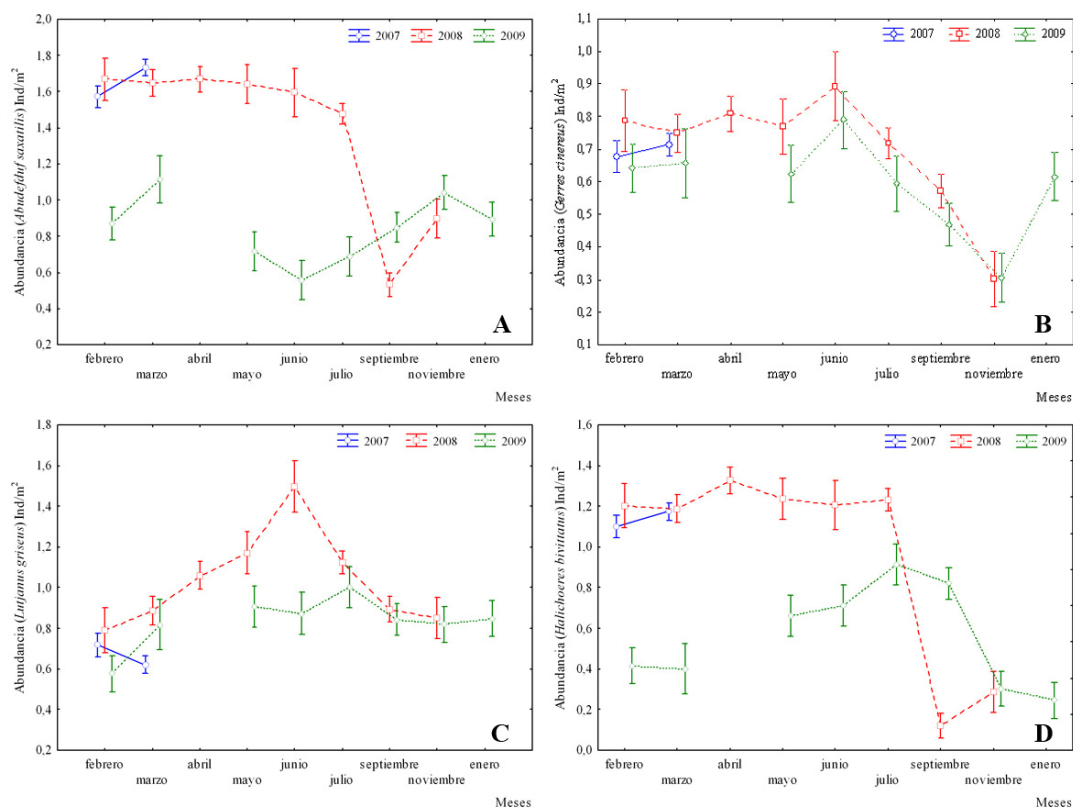 Abundancia (Abudefduf saxatilis) Ind/m²
2007 2008 2009
1,8
1,6
1,4
1,2
1,0
0,8
0,6
0,4
0,2
A
febrero abril junio septiembre enero
marzo mayo julio noviembre
Meses
Abundancia (Gerres cinereus) Ind/m²
2007 2008 2009
1,1
1,0
0,9
0,8
0,7
0,6
0,5
0,4
0,3
0,2
0,1
B
febrero abril junio septiembre enero
marzo mayo julio noviembre
Meses
Abundancia (Lutjanus griseus) Ind/m²
2007 2008 2009
1,8
1,6
1,4
1,2
1,0
0,8
0,6
0,4
0,2
C
febrero abril junio septiembre enero
marzo mayo julio noviembre
Meses
Abundancia (Halichoeres bivittatus) Ind/m²
2007 2008 2009
1,6
1,4
1,2
1,0
0,8
0,6
0,4
0,2
0,0
D
febrero abril junio septiembre enero
marzo mayo julio noviembre
Meses